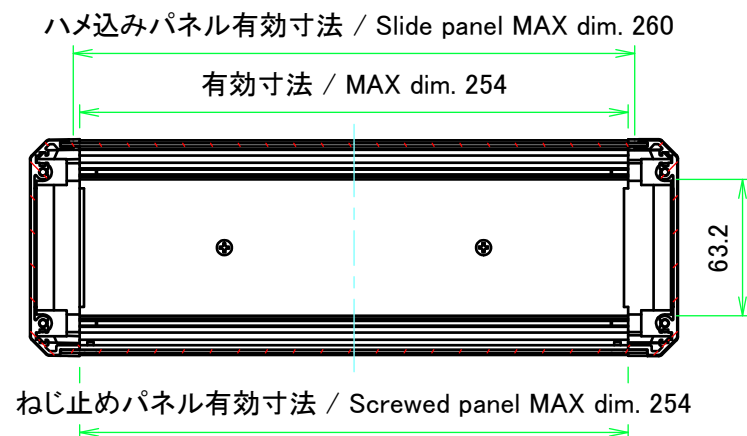 ハメ込みパネル有効寸法 / Slide panel MAX dim. 260
有効寸法 / MAX dim. 254
63.2
ねじ止めパネル有効寸法 / Screwed panel MAX dim. 254